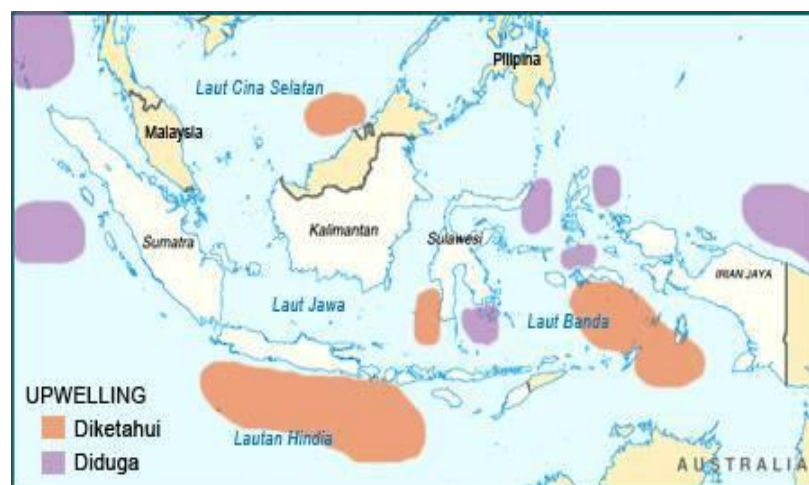 Pilipina
Laut Cina Selatan
Malaysia
Kalimantan
Sulawesi
Sumatra
IRIAN JAYA
Laut Jawa
Laut Banda
UPWELLING
Diketahui
Lautan Hindia
Diduga
AUSTRALIA